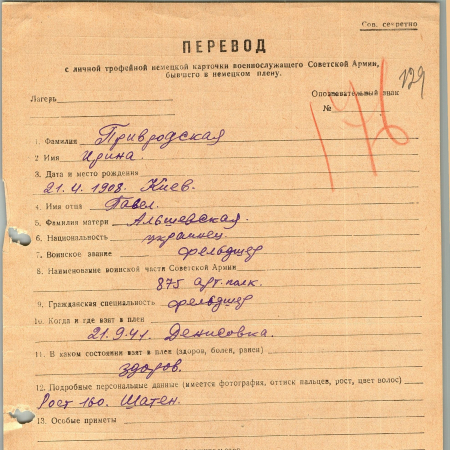 Сов. секретно
ПЕРЕВОД
с личной трофейной немецкой карточки военнослужащего Советской Армии,
бывшего в немецком плену.
129
Лагерь
Опознавательный знак
№
176
1. Фамилия Привродская
2 Имя Ирина.
3. Дата и место рождения
21.4.1908. Киев.
4. Имя отца Павел.
5. Фамилия матери Альшевская.
6. Национальность украинец.
7. Воинское звание фельдшер
8. Наименование воинской части Советской Армии
875 арт. полк.
9. Гражданская специальность фельдшер
10. Когда и где взят в плен
21.9.41. Денисовка.
11. В каком состоянии взят в плен (здоров, болен, ранен)
здоров.
12. Подробные персональные данные (имеется фотография, оттиск пальцев, рост, цвет волос)
Рост 160. Шатен.
13. Особые приметы